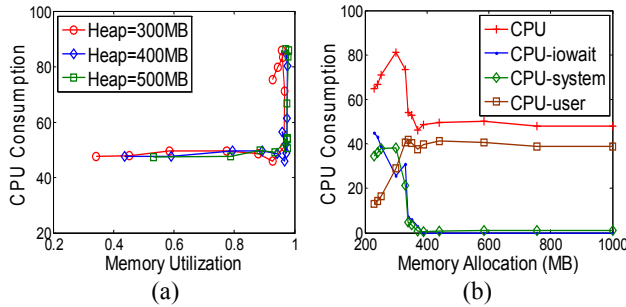 100
80
60
40
20
CPU Consumption
Heap=300MB
Heap=400MB
Heap=500MB
0.2 0.4 0.6 0.8 1
Memory Utilization
(a)
100
80
60
40
20
0
CPU Consumption
CPU
CPU-iowait
CPU-system
CPU-user
200 400 600 800 1000
Memory Allocation (MB)
(b)